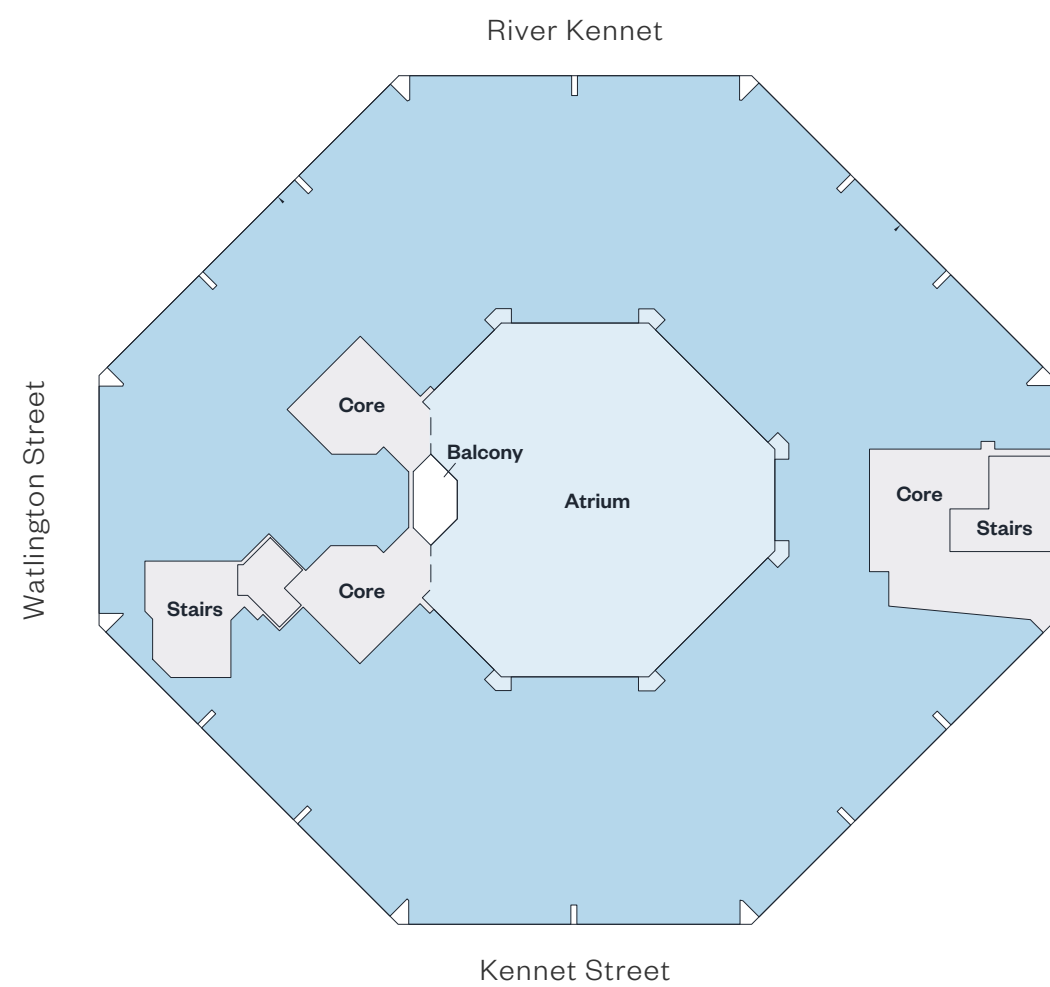 River Kennet
Core
Balcony
Watlington Street
Atrium
Core
Stairs
Core
Stairs
Kennet Street